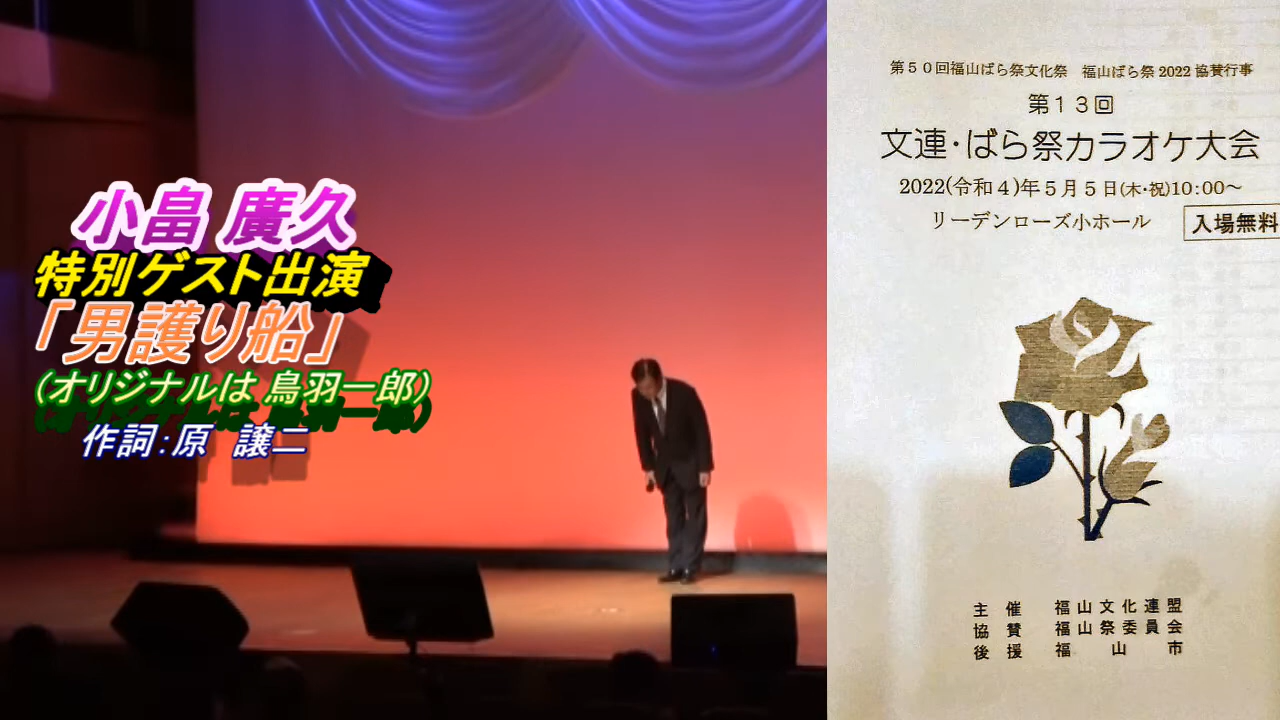 小畠 廣久
特別ゲスト出演
「男護り船」
(オリジナルは 鳥羽一郎)
作詞:原 譲二
第50回福山ばら祭文化祭 福山ばら祭2022協賛行事
第13回
文連・ばら祭カラオケ大会
2022(令和4)年5月5日(木・祝)10:00～
リーデンローズ小ホール
入場無料
主催 福山文化連盟
協賛 福山祭委員会
後援 福山市